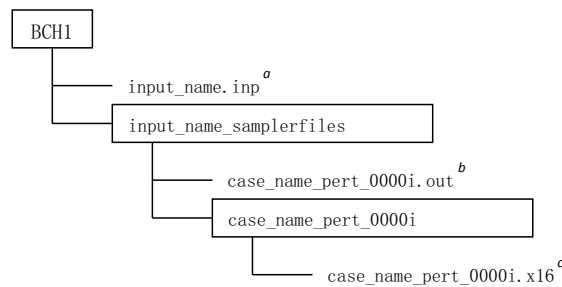 BCH1
input_name.inp a
input_name_samplerfiles
case_name_pert_0000i.out b
case_name_pert_0000i
case_name_pert_0000i.x16 c